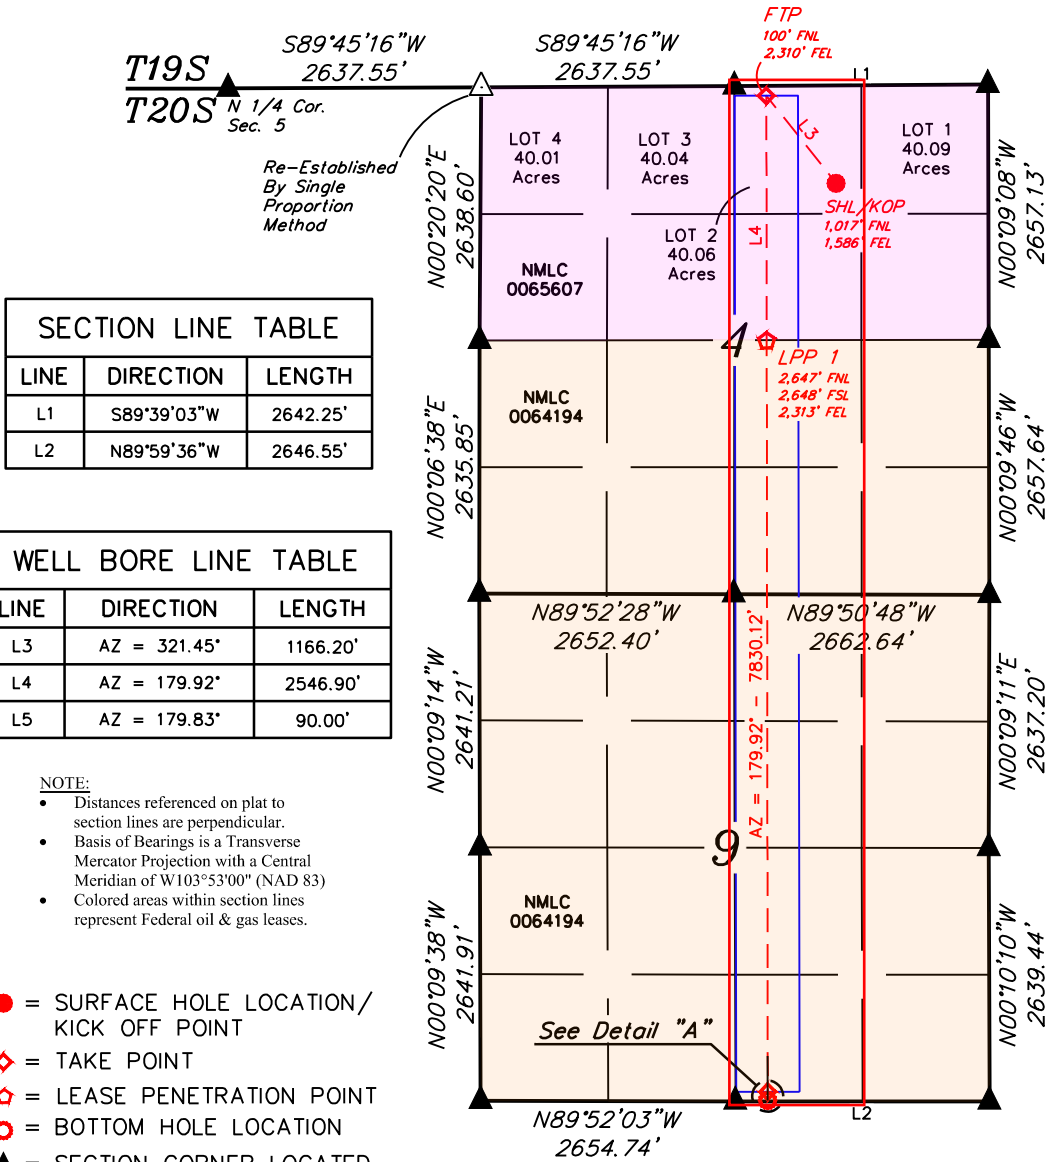 T19S
T20S
S89°45'16"W
2637.55'
S89°45'16"W
2637.55'
FTP
100' FNL
2,310' FEL
L1
N 1/4 Cor.
Sec. 5
Re-Established
By Single
Proportion
Method
N00°20'20"E
2638.60'
LOT 4
40.01
Acres
LOT 3
40.04
Acres
LOT 2
40.06
Acres
LOT 1
40.09
Arces
L3
L4
SHL/KOP
1,017' FNL
1,586' FEL
N00°09'08"W
2657.13'
NMLC
0065607
4
LPP 1
2,647' FNL
2,648' FSL
2,313' FEL
SECTION LINE TABLE
LINE DIRECTION LENGTH
L1 S89°39'03"W 2642.25'
L2 N89°59'36"W 2646.55'
NMLC
0064194
N00°06'38"E
2635.85'
N00°09'46"W
2657.64'
WELL BORE LINE TABLE
LINE DIRECTION LENGTH
L3 AZ = 321.45° 1166.20'
L4 AZ = 179.92° 2546.90'
L5 AZ = 179.83° 90.00'
N89°52'28"W
2652.40'
N89°50'48"W
2662.64'
N00°09'14"W
2641.21'
AZ = 179.92° - 7830.12'
N00°09'11"E
2637.20'
NOTE:
• Distances referenced on plat to
section lines are perpendicular.
• Basis of Bearings is a Transverse
Mercator Projection with a Central
Meridian of W103°53'00" (NAD 83)
• Colored areas within section lines
represent Federal oil & gas leases.
9
NMLC
0064194
N00°09'38"W
2641.91'
N00°10'10"W
2639.44'
= SURFACE HOLE LOCATION/
KICK OFF POINT
= TAKE POINT
= LEASE PENETRATION POINT
= BOTTOM HOLE LOCATION
= SECTION CORNER LOCATED
See Detail "A"
N89°52'03"W
2654.74'
L2